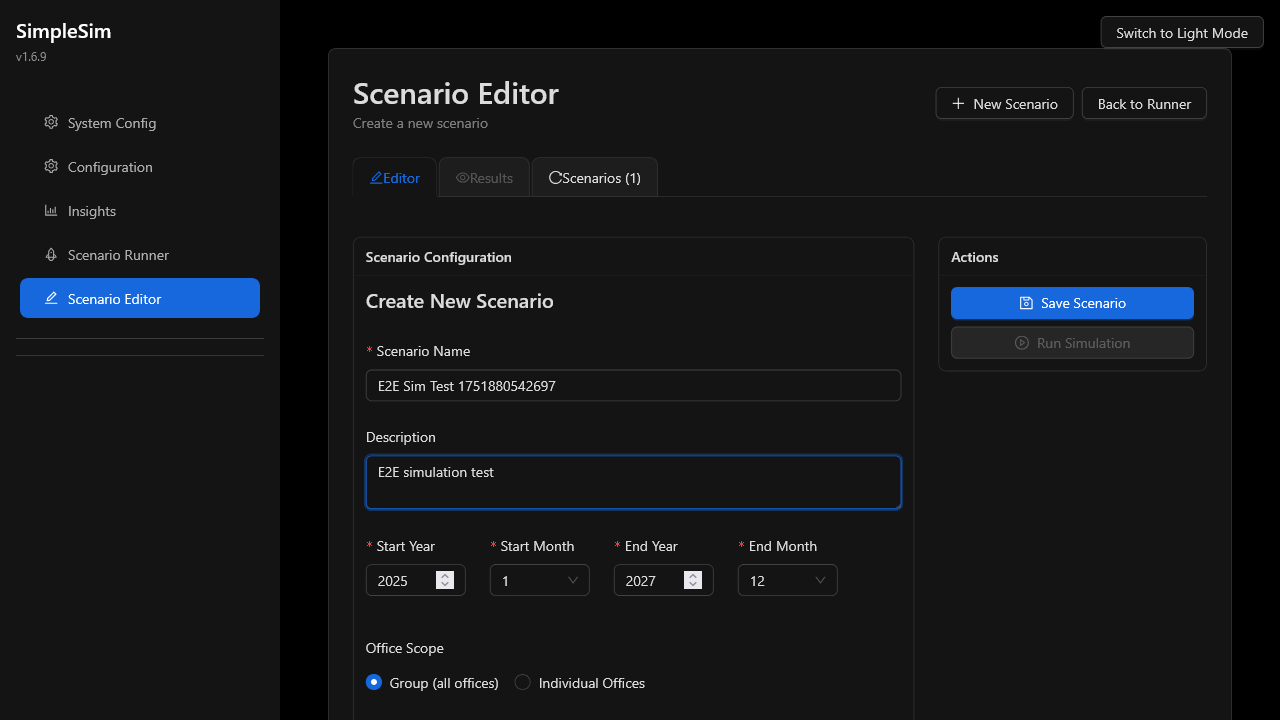 SimpleSim
v1.6.9
System Config
Configuration
Insights
Scenario Runner
Scenario Editor
Switch to Light Mode
Scenario Editor
Create a new scenario
New Scenario
Back to Runner
Editor
Results
Scenarios (1)
Scenario Configuration
Create New Scenario
* Scenario Name
E2E Sim Test 1751880542697
Description
E2E simulation test
* Start Year
* Start Month
* End Year
* End Month
2025
1
2027
12
Office Scope
Group (all offices)
Individual Offices
Actions
Save Scenario
Run Simulation